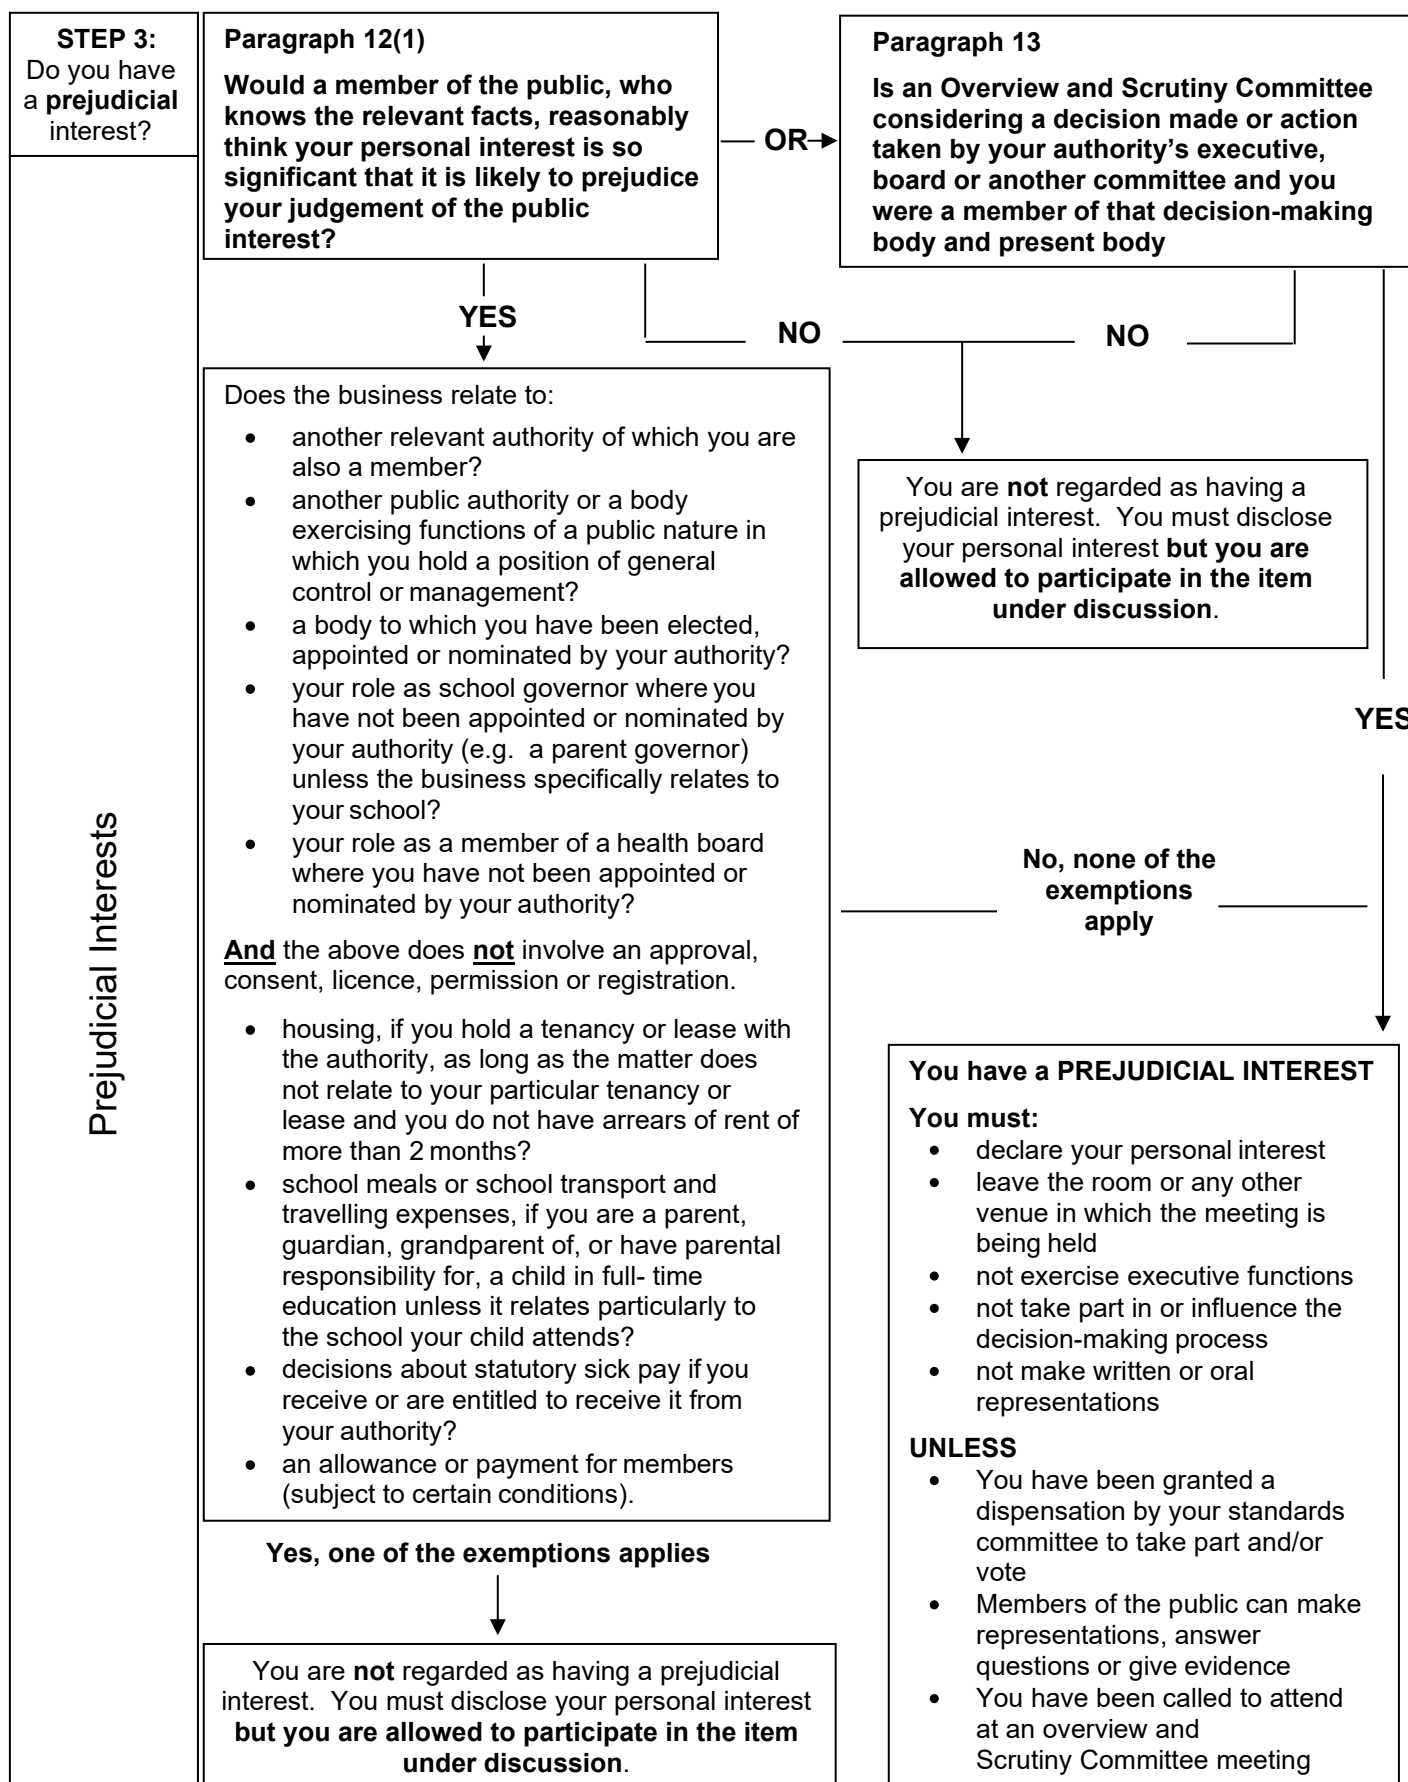 STEP 3:
Do you have
a prejudicial
interest?
Prejudicial Interests
Paragraph 12(1)
Would a member of the public, who
knows the relevant facts, reasonably
think your personal interest is so
significant that it is likely to prejudice
your judgement of the public
interest?
OR
Paragraph 13
Is an Overview and Scrutiny Committee
considering a decision made or action
taken by your authority’s executive,
board or another committee and you
were a member of that decision-making
body and present body
YES
NO
NO
Does the business relate to:
• another relevant authority of which you are
also a member?
• another public authority or a body
exercising functions of a public nature in
which you hold a position of general
control or management?
• a body to which you have been elected,
appointed or nominated by your authority?
• your role as school governor where you
have not been appointed or nominated by
your authority (e.g. a parent governor)
unless the business specifically relates to
your school?
• your role as a member of a health board
where you have not been appointed or
nominated by your authority?
And the above does not involve an approval,
consent, licence, permission or registration.
• housing, if you hold a tenancy or lease with
the authority, as long as the matter does
not relate to your particular tenancy or
lease and you do not have arrears of rent of
more than 2 months?
• school meals or school transport and
travelling expenses, if you are a parent,
guardian, grandparent of, or have parental
responsibility for, a child in full- time
education unless it relates particularly to
the school your child attends?
• decisions about statutory sick pay if you
receive or are entitled to receive it from
your authority?
• an allowance or payment for members
(subject to certain conditions).
Yes, one of the exemptions applies
You are not regarded as having a prejudicial
interest. You must disclose your personal interest
but you are allowed to participate in the item
under discussion.
You are not regarded as having a
prejudicial interest. You must disclose
your personal interest but you are
allowed to participate in the item
under discussion.
YES
No, none of the
exemptions
apply
You have a PREJUDICIAL INTEREST
You must:
• declare your personal interest
• leave the room or any other
venue in which the meeting is
being held
• not exercise executive functions
• not take part in or influence the
decision-making process
• not make written or oral
representations
UNLESS
• You have been granted a
dispensation by your standards
committee to take part and/or
vote
• Members of the public can make
representations, answer
questions or give evidence
• You have been called to attend
at an overview and
Scrutiny Committee meeting